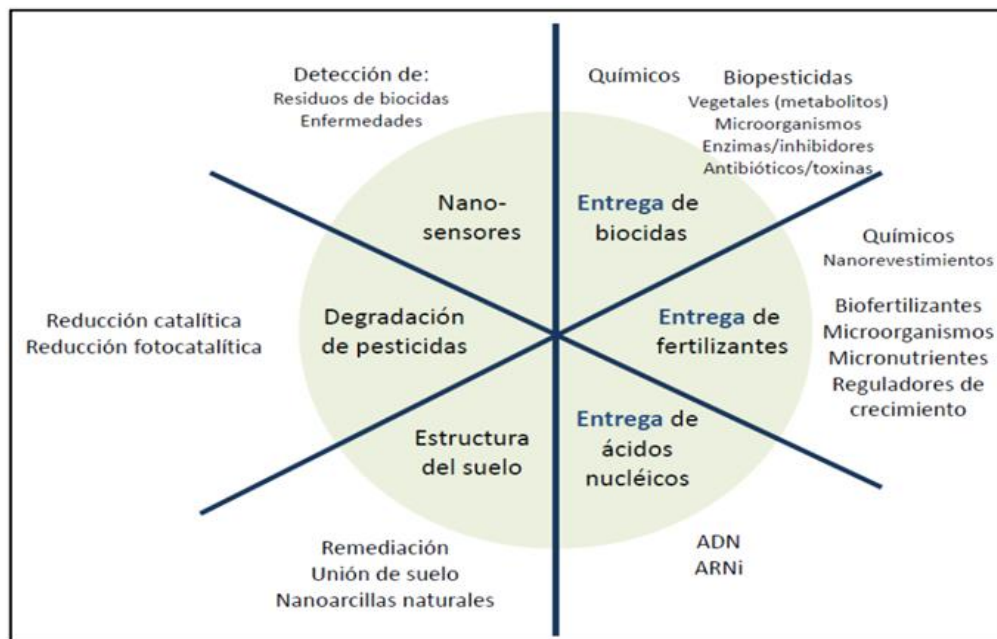 Detección de:
Residuos de biocidas
Enfermedades
Químicos
Biopesticidas
Vegetales (metabolitos)
Microorganismos
Enzimas/inhibidores
Antibióticos/toxinas
Nano-
sensores
Entrega de
biocidas
Químicos
Nanorevestimientos
Biofertilizantes
Microorganismos
Micronutrientes
Reguladores de
crecimiento
Reducción catalítica
Reducción fotocatalítica
Degradación
de pesticidas
Entrega de
fertilizantes
Estructura
del suelo
Entrega de
ácidos
nucléicos
Remediación
Unión de suelo
Nanoarcillas naturales
ADN
ARNi